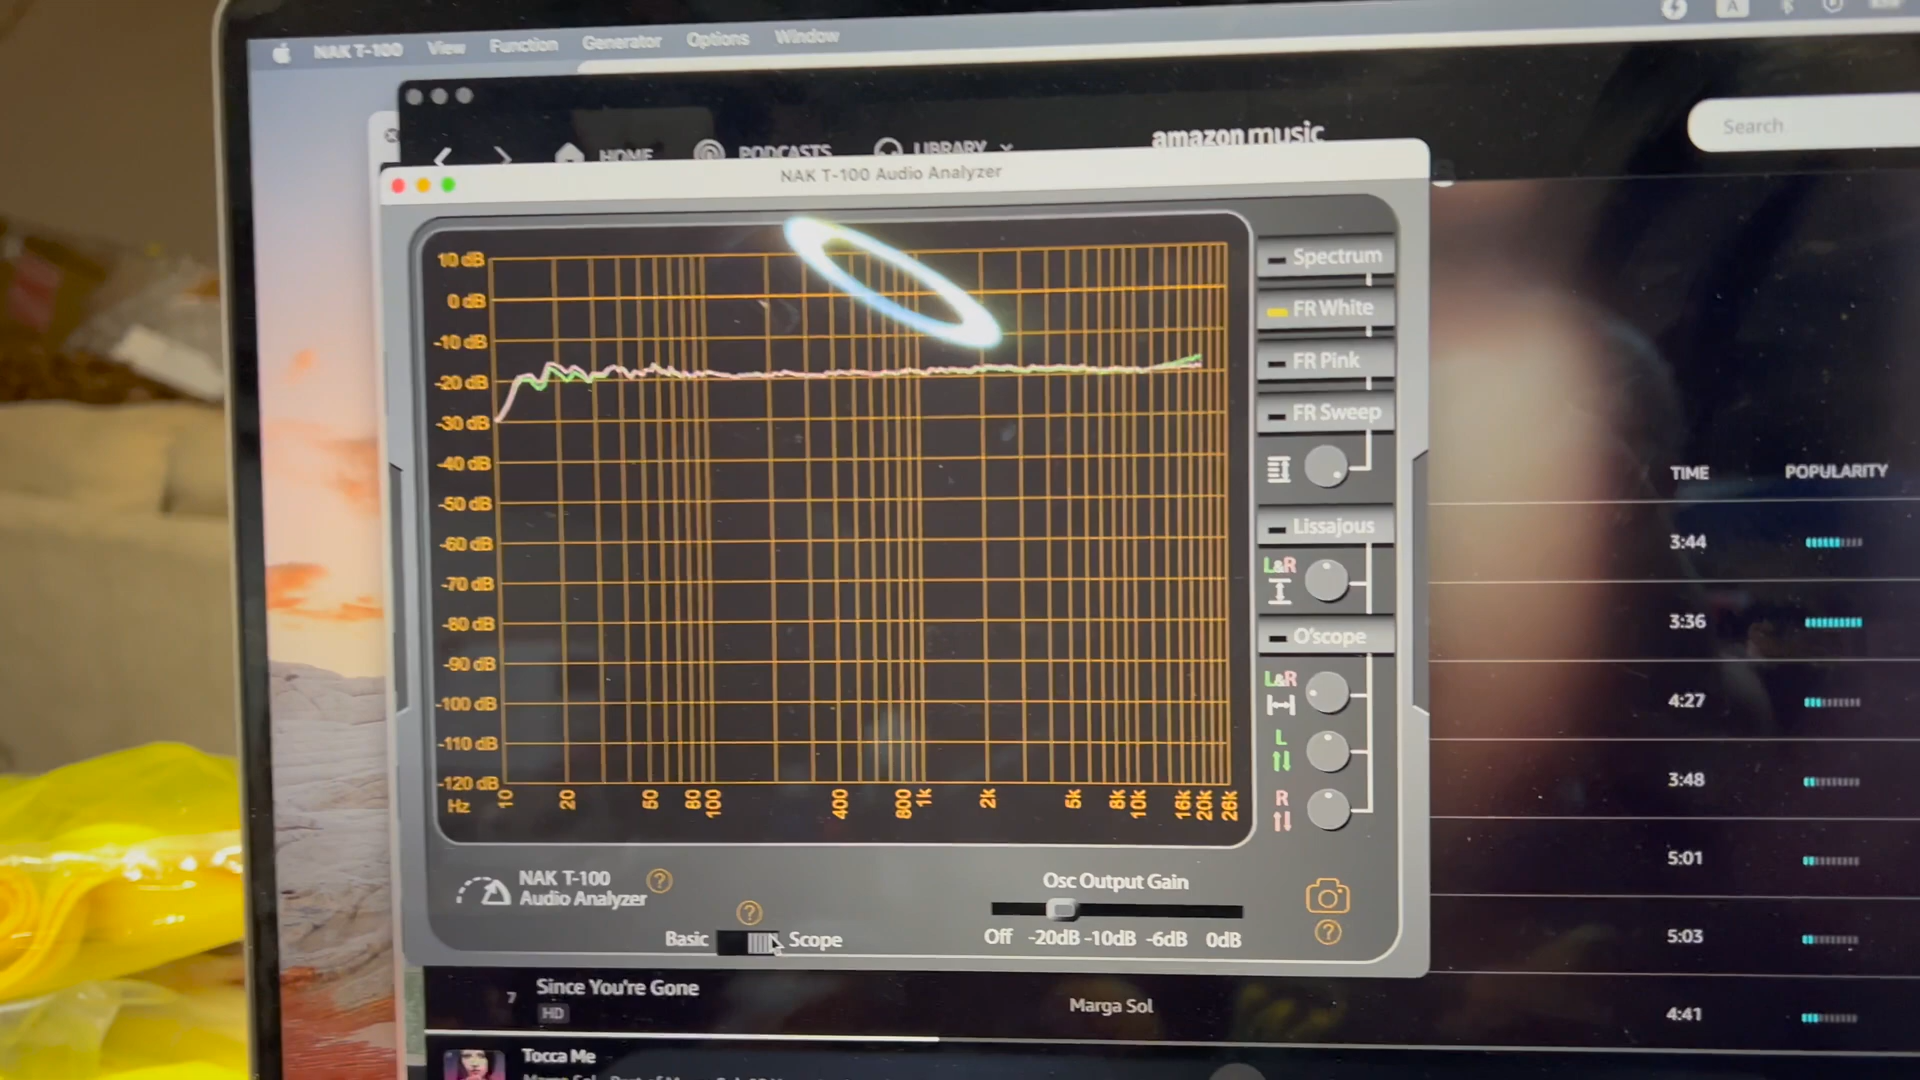 NAK T-100 View Function Generator Options Window
A
HOME PODCASTS LIBRARY
amazon music
Search
NAK T-100 Audio Analyzer
10 dB
0 dB
-10 dB
-20 dB
-30 dB
-40 dB
-50 dB
-60 dB
-70 dB
-80 dB
-90 dB
-100 dB
-110 dB
-120 dB
Hz 10 20 50 80 100 400 800 1k 2k 5k 8k 10k 16k 20k 26k
Spectrum
FR White
FR Pink
FR Sweep
Lissajous
L&R
O'scope
L&R
L
R
NAK T-100
Audio Analyzer
?
?
Basic Scope
Osc Output Gain
Off -20dB -10dB -6dB 0dB
?
TIME POPULARITY
3:44
3:36
4:27
3:48
5:01
5:03
4:41
7 Since You're Gone
HD
Marga Sol
Tocca Me